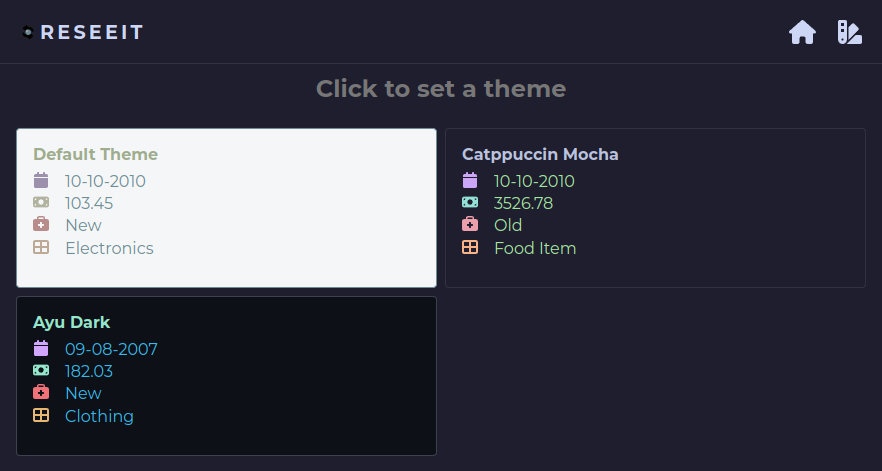 RESEEIT
Click to set a theme
Default Theme
10-10-2010
103.45
New
Electronics
Catppuccin Mocha
10-10-2010
3526.78
Old
Food Item
Ayu Dark
09-08-2007
182.03
New
Clothing